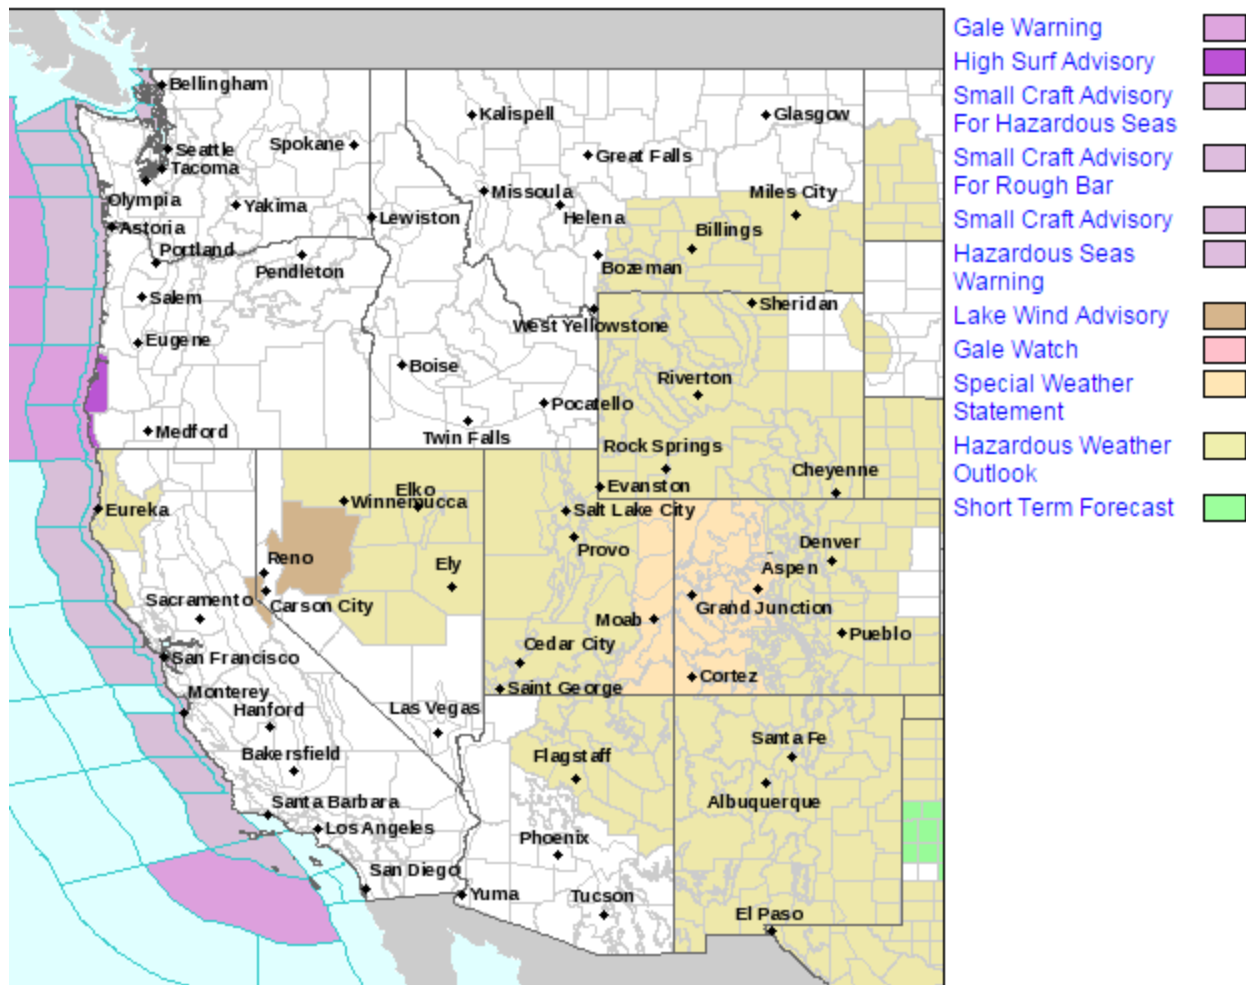 Gale Warning
High Surf Advisory
Small Craft Advisory
For Hazardous Seas
Small Craft Advisory
For Rough Bar
Small Craft Advisory
Hazardous Seas
Warning
Lake Wind Advisory
Gale Watch
Special Weather
Statement
Hazardous Weather
Outlook
Short Term Forecast
Bellingham
Kalispell
Glasgow
Seattle
Spokane
Great Falls
Tacoma
Missoula
Miles City
Olympia
Yakima
Lewiston
Helena
Astoria
Billings
Portland
Pendleton
Bozeman
Salem
Sheridan
West Yellowstone
Eugene
Boise
Riverton
Pocatello
Medford
Twin Falls
Rock Springs
Cheyenne
Evanston
Elko
Winnemucca
Eureka
Salt Lake City
Provo
Denver
Reno
Ely
Aspen
Sacramento
Carson City
Grand Junction
Moab
Pueblo
Cedar City
San Francisco
Cortez
Saint George
Monterey
Hanford
Las Vegas
Santa Fe
Bakersfield
Flagstaff
Albuquerque
Santa Barbara
Los Angeles
Phoenix
San Diego
Yuma
Tucson
El Paso